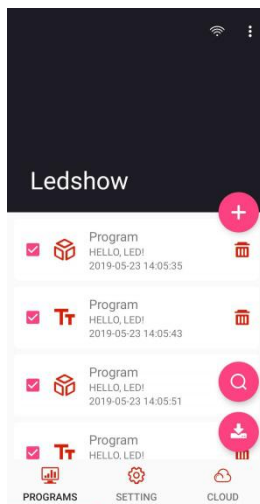 Ledshow
Program
HELLO, LED!
2019-05-23 14:05:35
Program
HELLO, LED!
2019-05-23 14:05:43
Program
HELLO, LED!
2019-05-23 14:05:51
Program
HELLO, LED!
PROGRAMS
SETTING
CLOUD